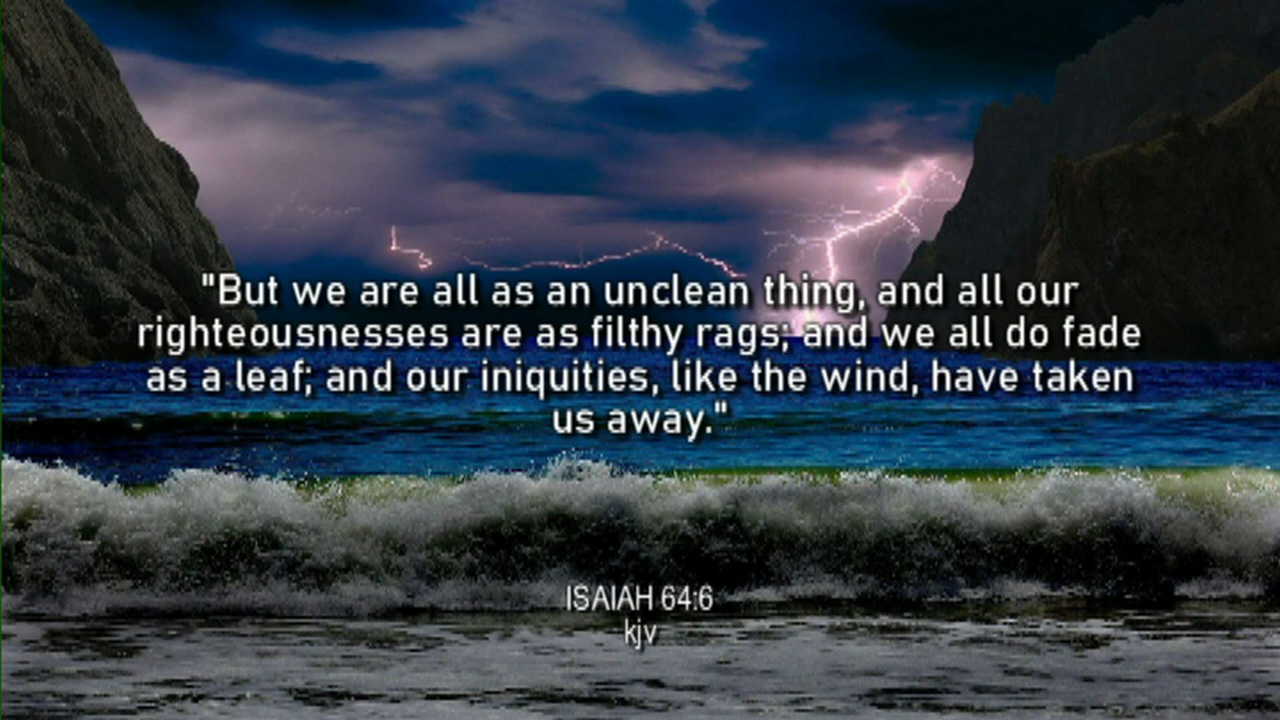 "But we are all as an unclean thing, and all our
righteousnesses are as filthy rags; and we all do fade
as a leaf; and our iniquities, like the wind, have taken
us away."
ISAIAH 64:6
kjv